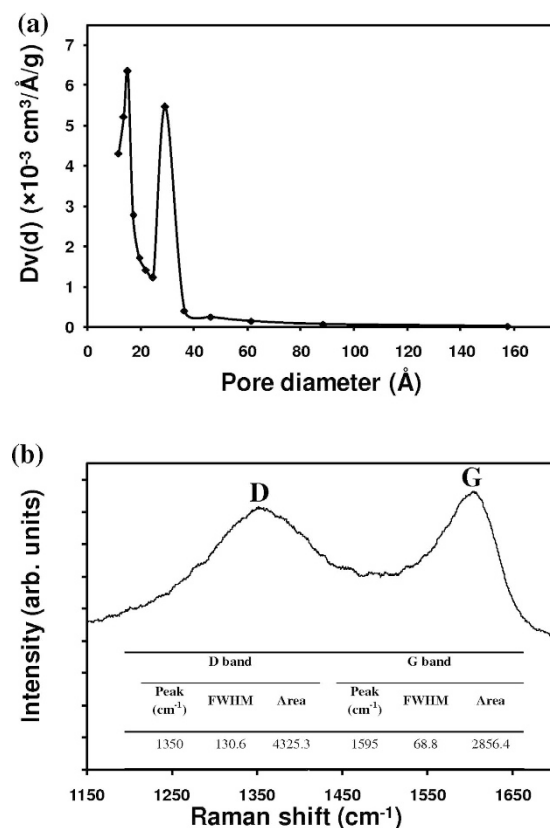 (a)
7
6
5
4
3
2
1
0
Dv(d) (×10⁻³ cm³/Å/g)
0 20 40 60 80 100 120 140 160
Pore diameter (Å)
(b)
D
G
Intensity (arb. units)
D band G band
Peak (cm⁻¹) FWHM Area Peak (cm⁻¹) FWHM Area
1350 130.6 4325.3 1595 68.8 2856.4
1150 1250 1350 1450 1550 1650
Raman shift (cm⁻¹)